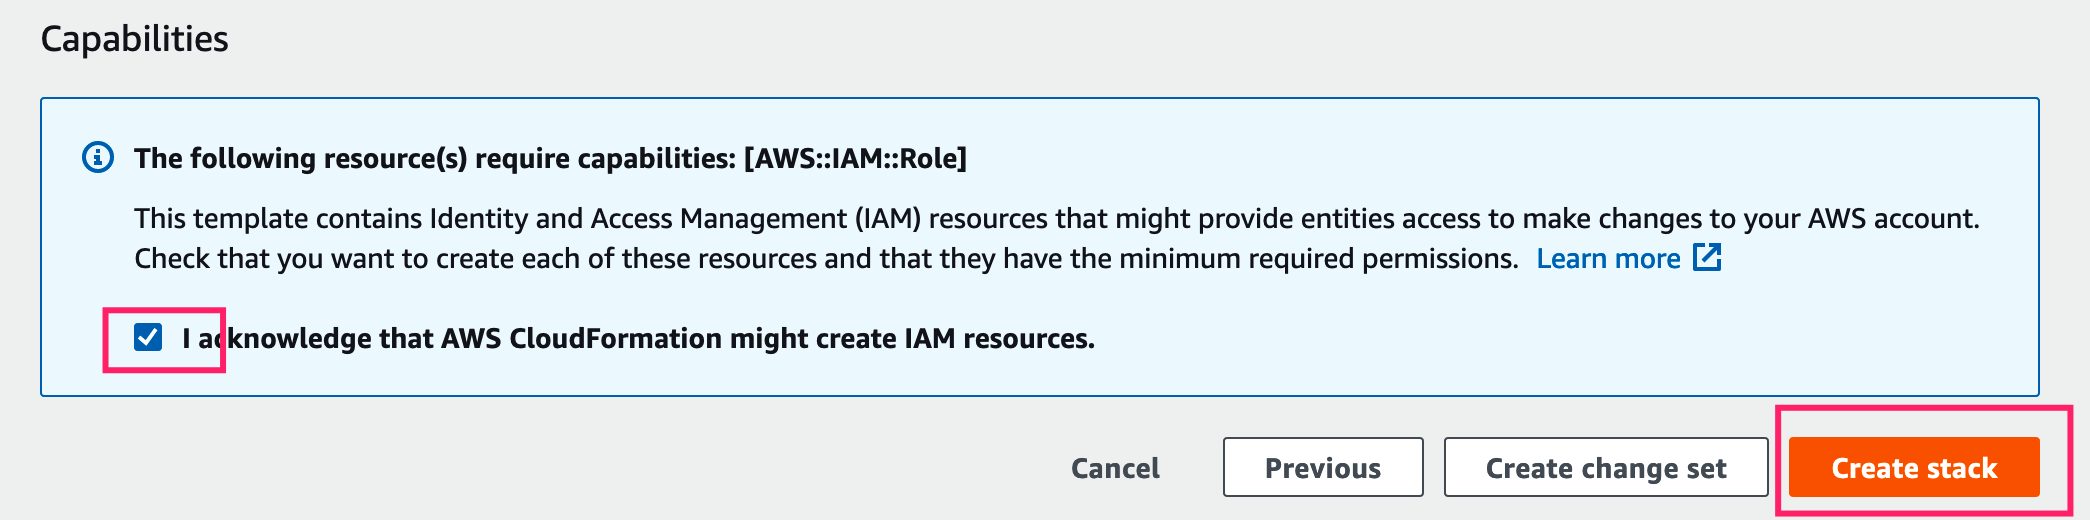 Capabilities
The following resource(s) require capabilities: [AWS::IAM::Role]
This template contains Identity and Access Management (IAM) resources that might provide entities access to make changes to your AWS account.
Check that you want to create each of these resources and that they have the minimum required permissions. Learn more
I acknowledge that AWS CloudFormation might create IAM resources.
Cancel Previous Create change set Create stack